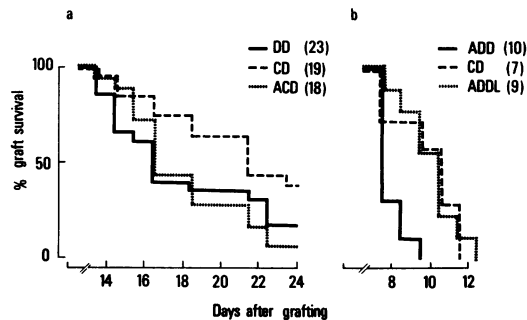 a
DD (23)
CD (19)
ACD (18)
100
50
0
% graft survival
14 16 18 20 22 24
b
ADD (10)
CD (7)
ADDL (9)
8 10 12
Days after grafting